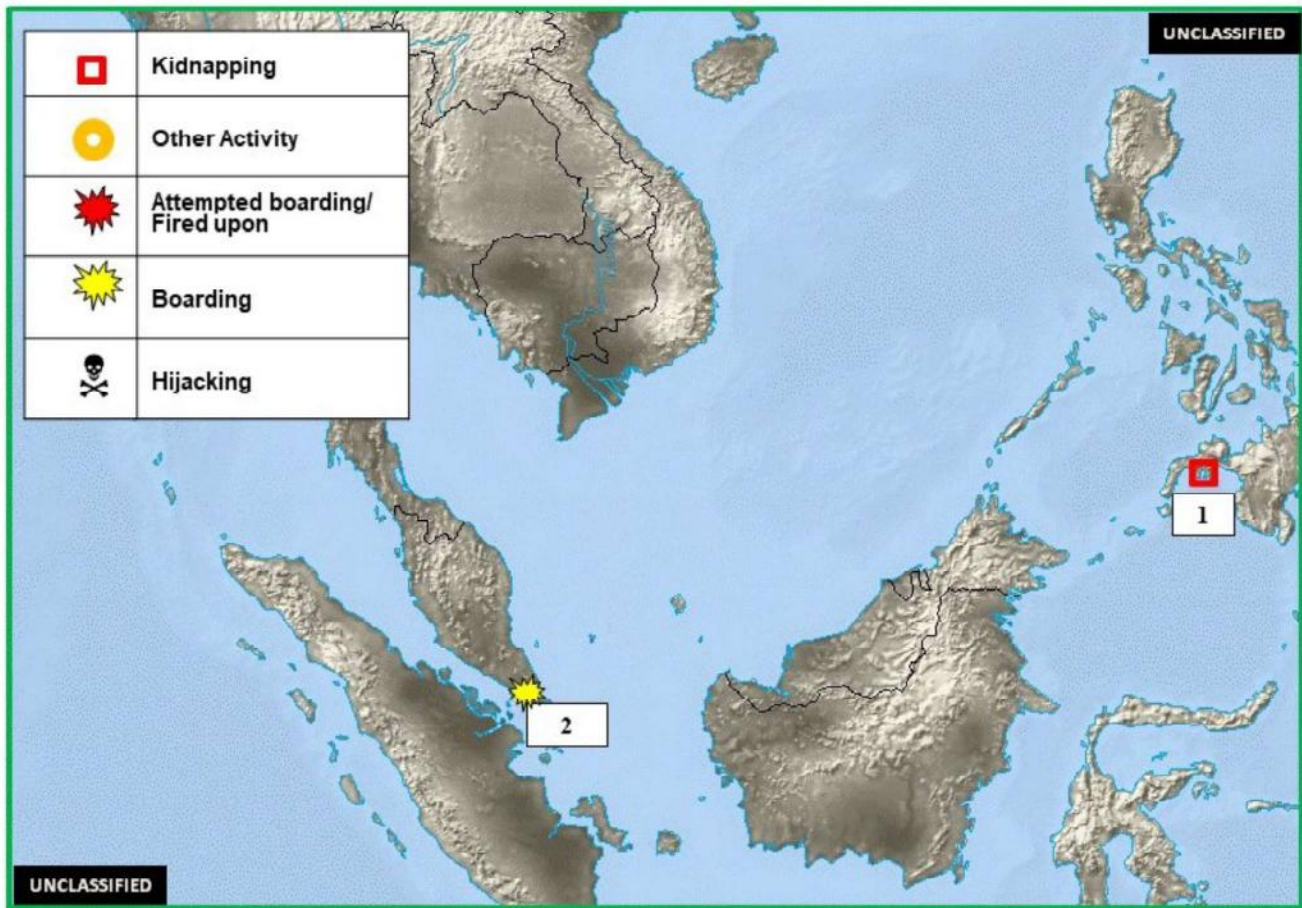 UNCLASSIFIED
Kidnapping
Other Activity
Attempted boarding/
Fired upon
Boarding
Hijacking
1
2
UNCLASSIFIED